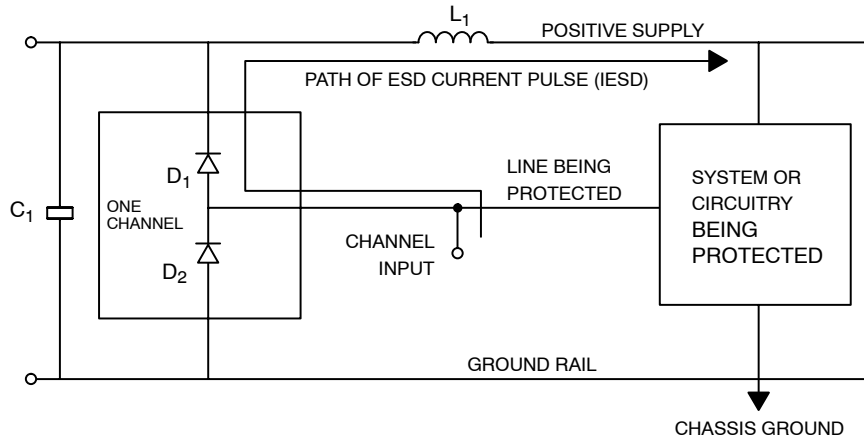 L1
POSITIVE SUPPLY
PATH OF ESD CURRENT PULSE (IESD)
D1
LINE BEING
PROTECTED
SYSTEM OR
CIRCUITRY
BEING
PROTECTED
C1
ONE
CHANNEL
CHANNEL
INPUT
D2
GROUND RAIL
CHASSIS GROUND